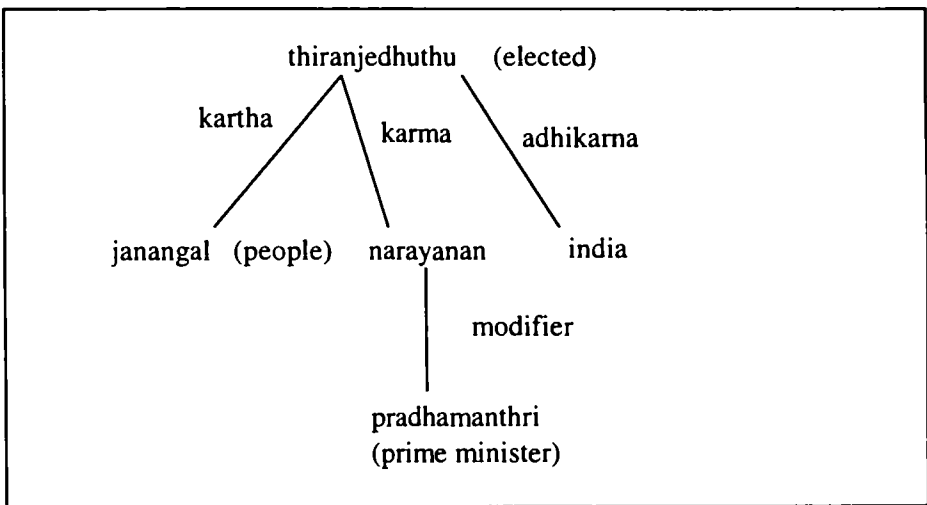 thiranjedhuthu (elected)
kartha
karma
adhikarna
janangal (people) narayanan india
modifier
pradhamanthri
(prime minister)